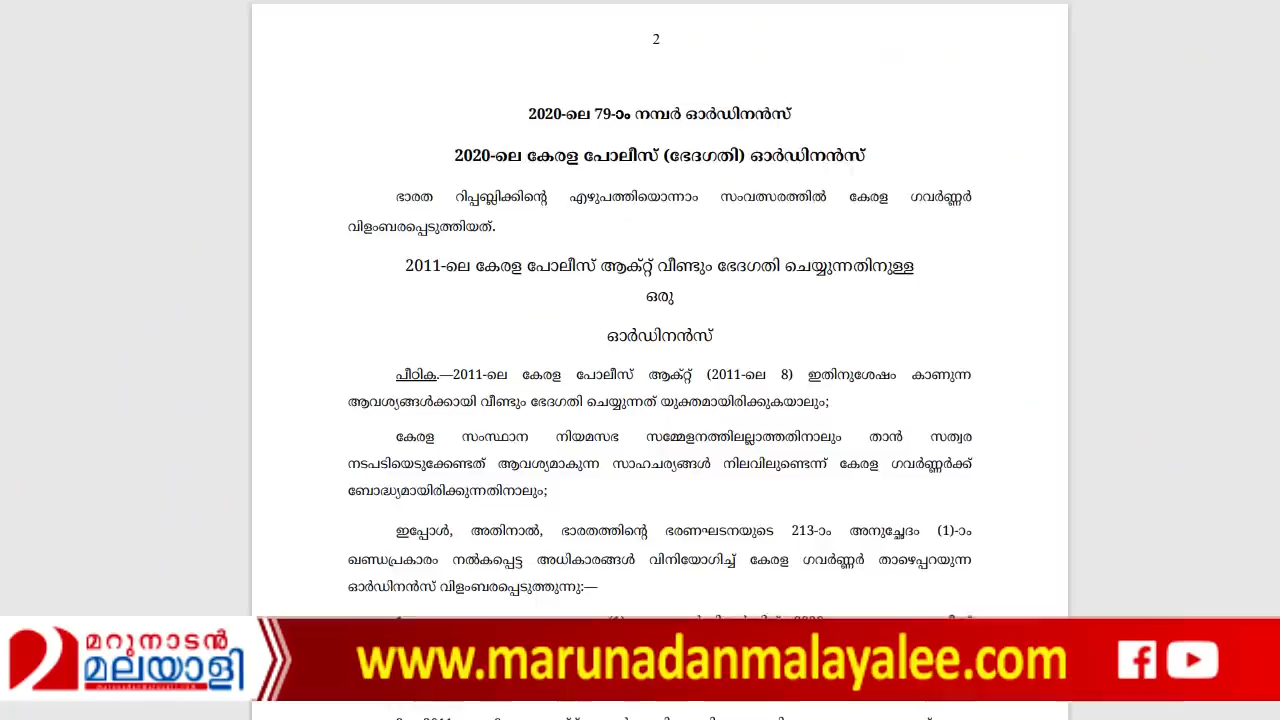 2
2020-ലെ 79-ാം നമ്പർ ഓർഡിനൻസ്
2020-ലെ കേരള പോലീസ് (ഭേദഗതി) ഓർഡിനൻസ്
ഭാരത റിപ്പബ്ലിക്കിന്റെ എഴുപത്തിയൊന്നാം സംവത്സരത്തിൽ കേരള ഗവർണ്ണർ
വിളംബരപ്പെടുത്തിയത്.
2011-ലെ കേരള പോലീസ് ആക്റ്റ് വീണ്ടും ഭേദഗതി ചെയ്യുന്നതിനുള്ള
ഒരു
ഓർഡിനൻസ്
പീഠിക.—2011-ലെ കേരള പോലീസ് ആക്റ്റ് (2011-ലെ 8) ഇതിനുശേഷം കാണുന്ന
ആവശ്യങ്ങൾക്കായി വീണ്ടും ഭേദഗതി ചെയ്യുന്നത് യുക്തമായിരിക്കുകയാലും;
കേരള സംസ്ഥാന നിയമസഭ സമ്മേളനത്തിലല്ലാത്തതിനാലും താൻ സത്വര
നടപടിയെടുക്കേണ്ടത് ആവശ്യമാകുന്ന സാഹചര്യങ്ങൾ നിലവിലുണ്ടെന്ന് കേരള ഗവർണ്ണർക്ക്
ബോദ്ധ്യമായിരിക്കുന്നതിനാലും;
ഇപ്പോൾ, അതിനാൽ, ഭാരതത്തിന്റെ ഭരണഘടനയുടെ 213-ാം അനുച്ഛേദം (1)-ാം
ഖണ്ഡപ്രകാരം നൽകപ്പെട്ട അധികാരങ്ങൾ വിനിയോഗിച്ച് കേരള ഗവർണ്ണർ താഴെപ്പറയുന്ന
ഓർഡിനൻസ് വിളംബരപ്പെടുത്തുന്നു:—
മറുനാടൻ
മലയാളി
www.marunadanmalayalee.com